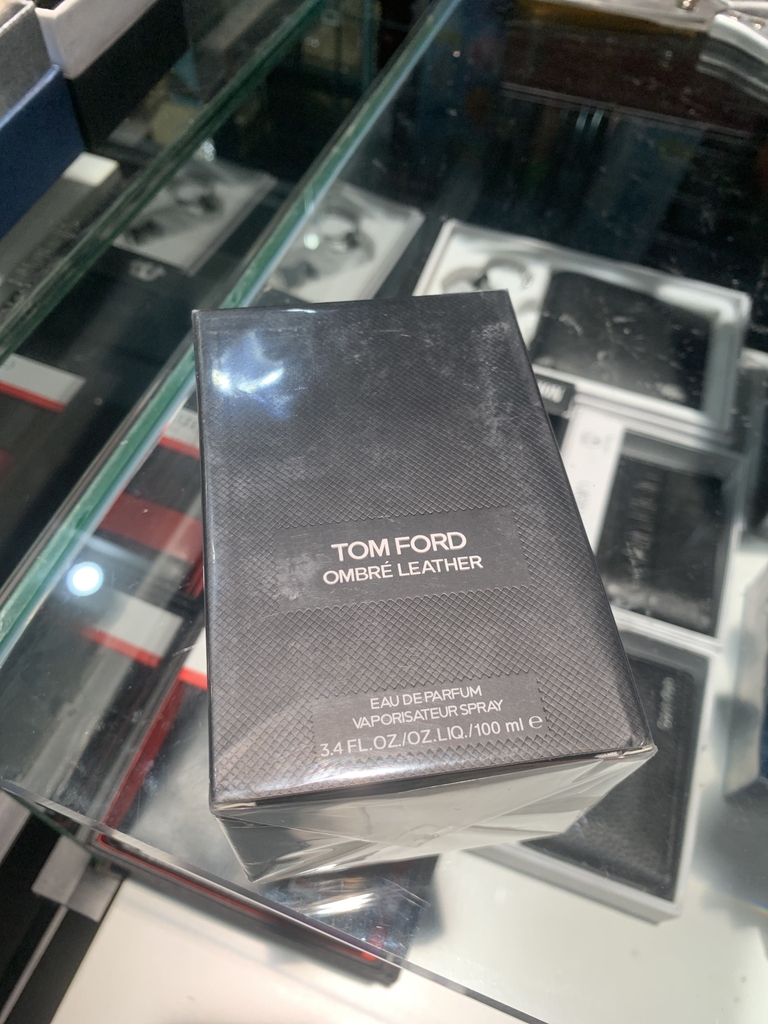 TOM FORD
OMBRÉ LEATHER
EAU DE PARFUM
VAPORISATEUR SPRAY
3.4 FL.OZ./OZ.LIQ./100 ml ℮